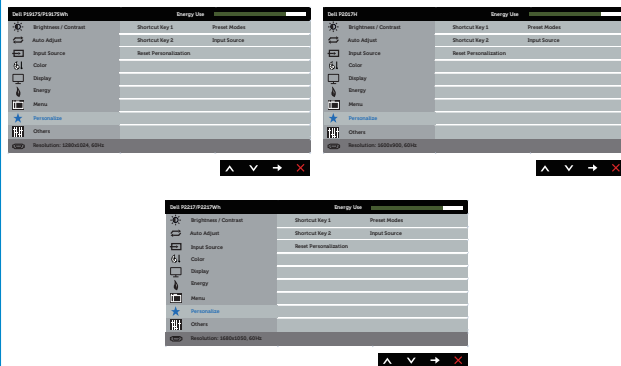 Dell P1917S/P1917SWh Energy Use
Brightness / Contrast Shortcut Key 1 Preset Modes
Auto Adjust Shortcut Key 2 Input Source
Input Source Reset Personalization
Color
Display
Energy
Menu
Personalize
Others
Resolution: 1280x1024, 60Hz
Dell P2017H Energy Use
Brightness / Contrast Shortcut Key 1 Preset Modes
Auto Adjust Shortcut Key 2 Input Source
Input Source Reset Personalization
Color
Display
Energy
Menu
Personalize
Others
Resolution: 1600x900, 60Hz
Dell P2217/P2217Wh Energy Use
Brightness / Contrast Shortcut Key 1 Preset Modes
Auto Adjust Shortcut Key 2 Input Source
Input Source Reset Personalization
Color
Display
Energy
Menu
Personalize
Others
Resolution: 1680x1050, 60Hz